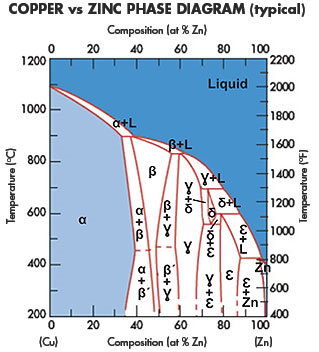 COPPER vs ZINC PHASE DIAGRAM (typical)
Composition (at % Zn)
0 20 40 60 80 100
1200
1000
800
600
400
200
Temperature (°C)
2200
2000
1800
1600
1400
1200
1000
800
600
400
Temperature (°F)
Liquid
α+L
β+L
β
γ+L
γ
+
δ
δ
δ+L
α
α
+
β
β
+
γ
γ
δ
+
ε
ε
+
L
Zn
α
+
β′
β′
+
γ
γ
+
ε
ε
ε
+
Zn
0 20 40 60 80 100
(Cu) Composition (at % Zn) (Zn)